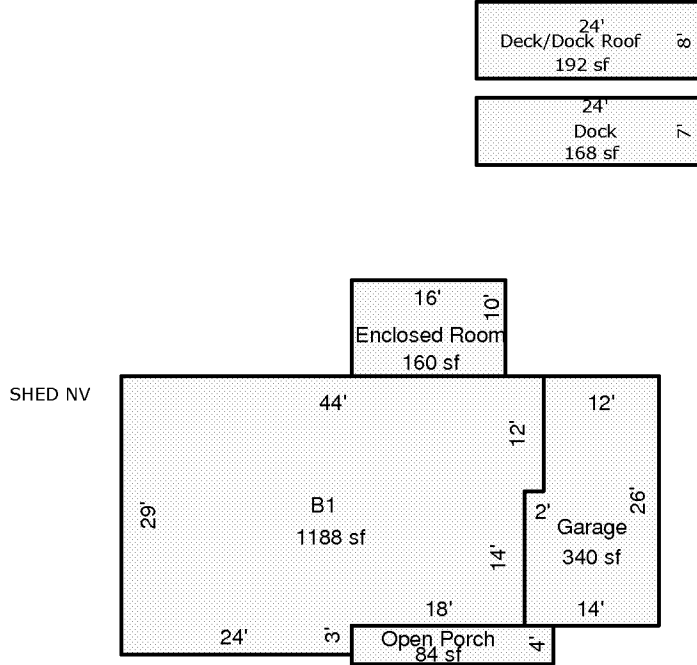 24'
Deck/Dock Roof
8'
192 sf
24'
Dock
7'
168 sf
16'
10'
Enclosed Room
160 sf
SHED NV
44'
12'
12'
29'
B1
1188 sf
2'
26'
Garage
340 sf
14'
18'
14'
24'
3'
Open Porch
4'
84 sf